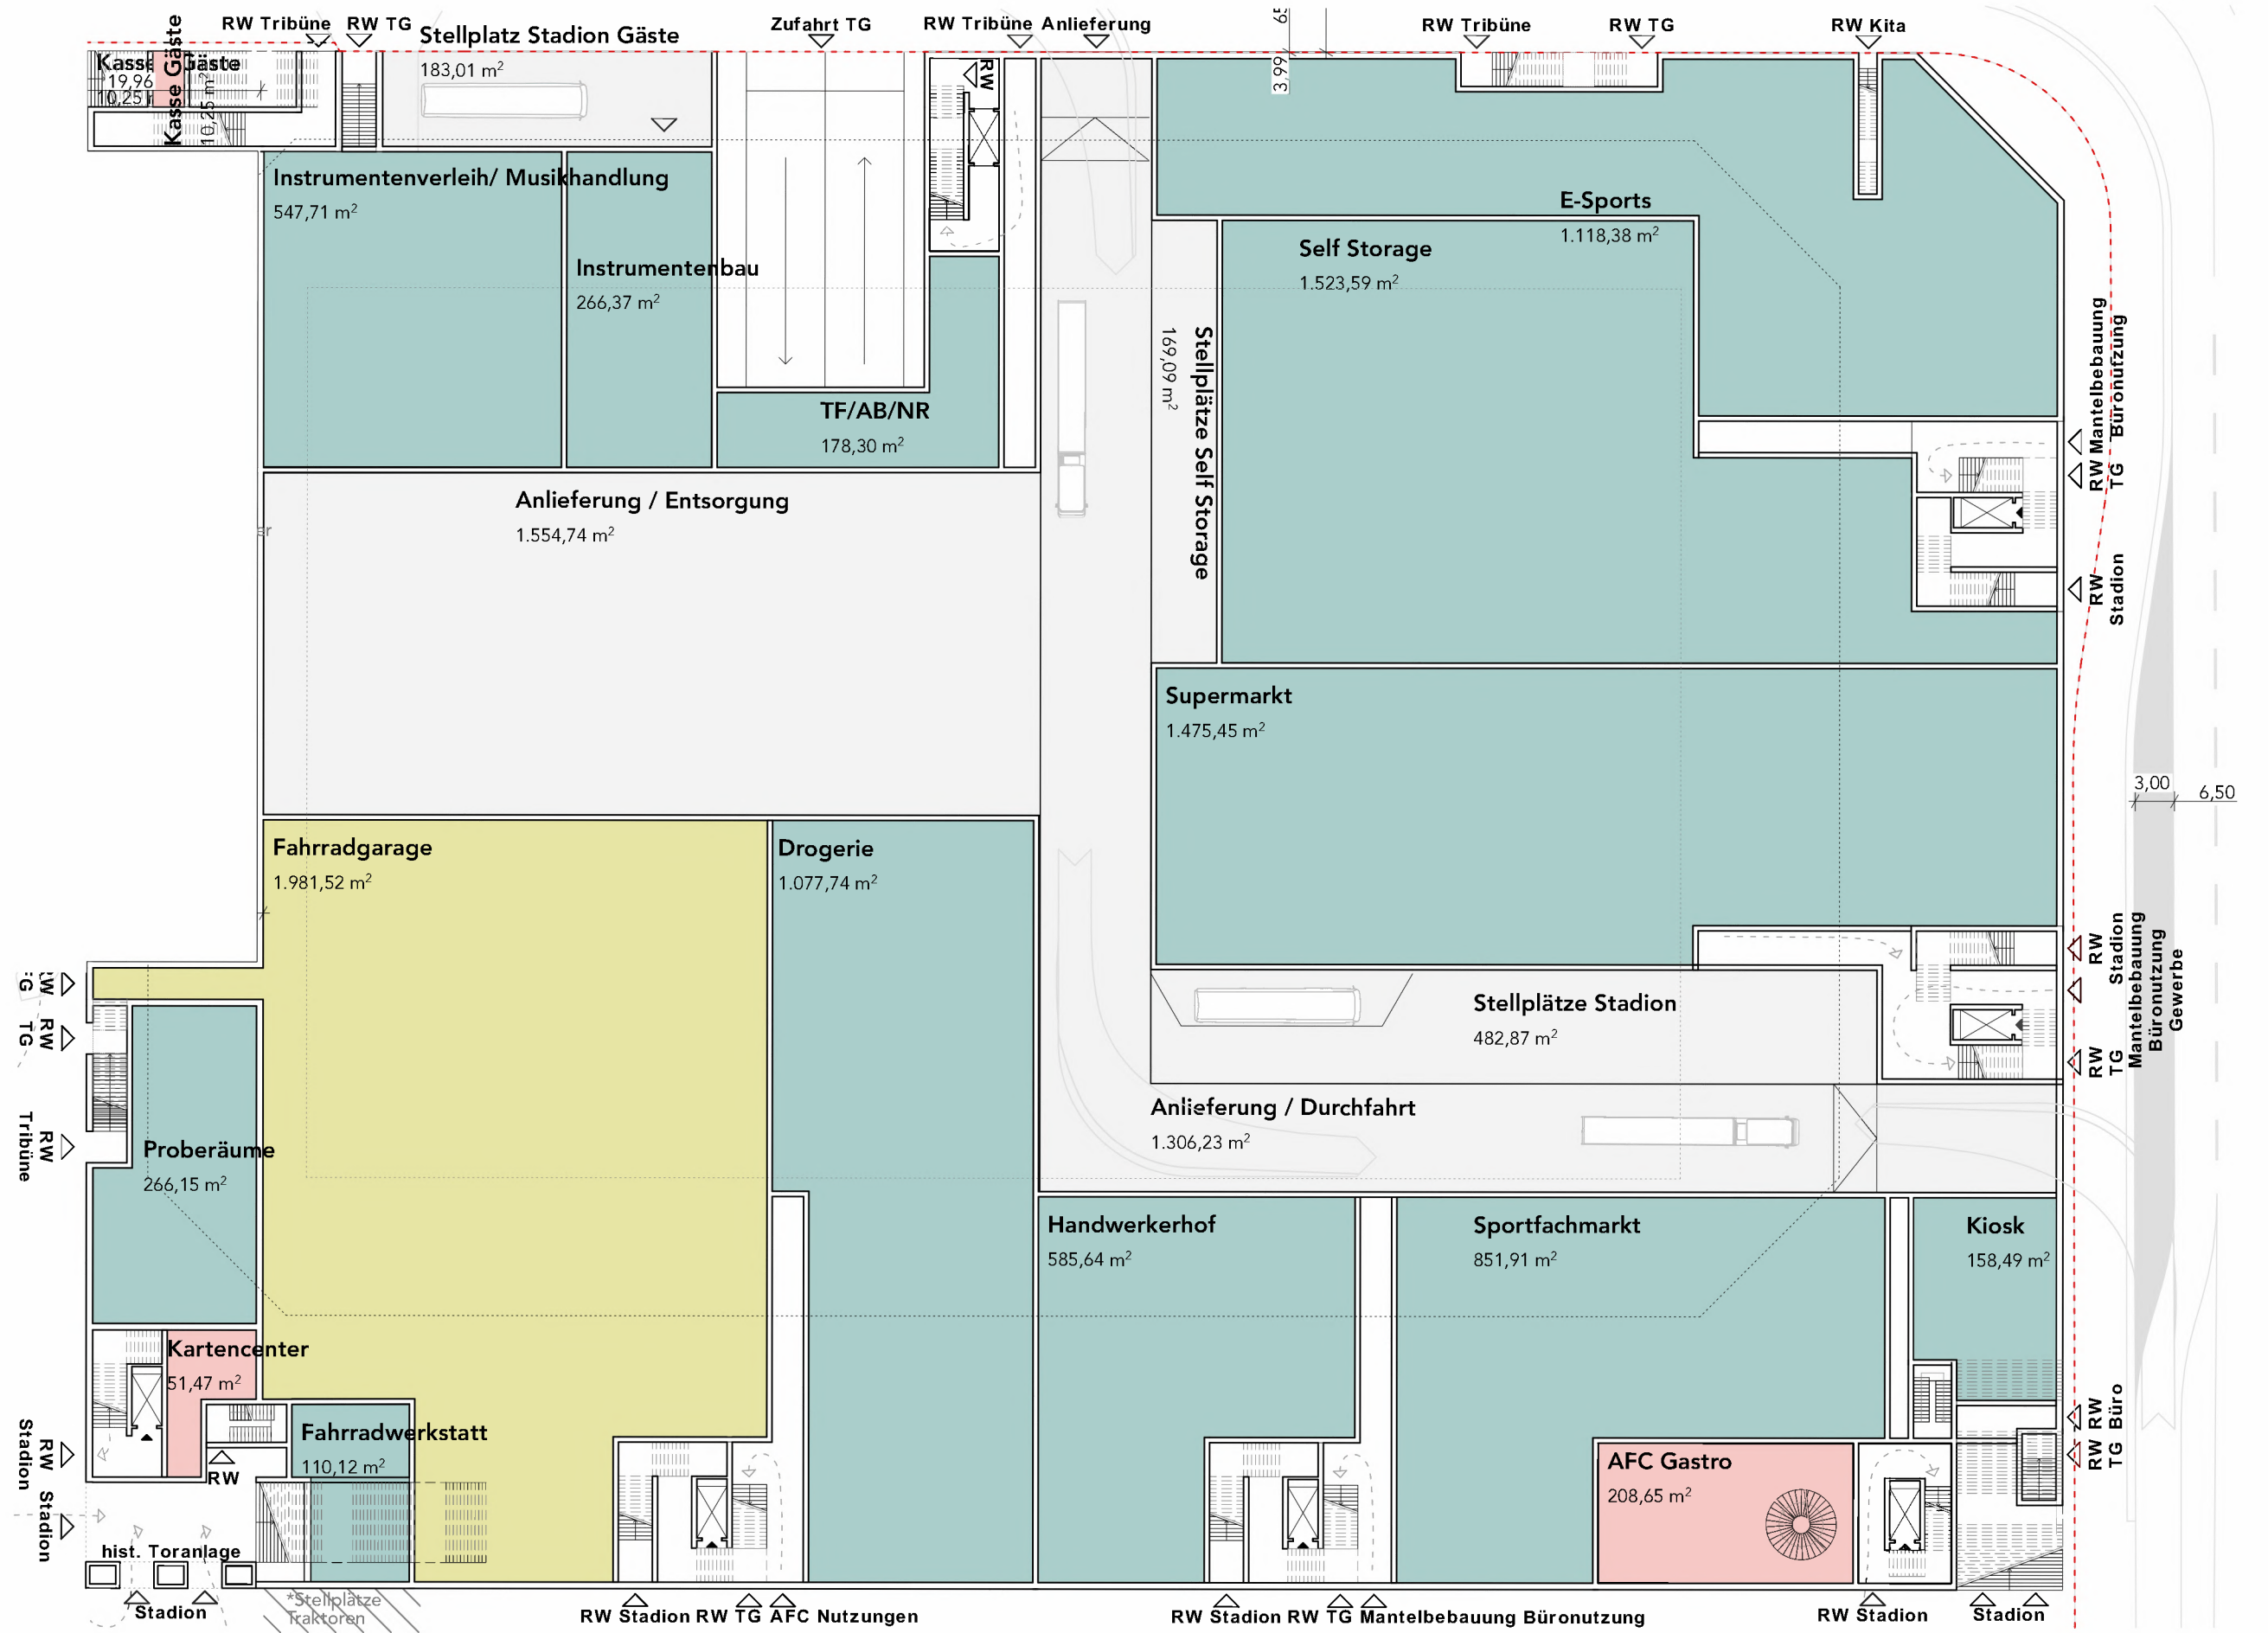 RW Tribüne
RW TG
Stellplatz Stadion Gäste
183,01 m²
Zufahrt TG
RW Tribüne
Anlieferung
RW Tribüne
RW TG
RW Kita
19,96
Kasse Gäste
10,25 m²
RW
3,99
65
Instrumentenverleih/ Musikhandlung
547,71 m²
Instrumentenbau
266,37 m²
TF/AB/NR
178,30 m²
E-Sports
1.118,38 m²
Self Storage
1.523,59 m²
Stellplätze Self Storage
169,09 m²
RW Mantelbebauung
Büronutzung
RW
TG
RW
Stadion
Anlieferung / Entsorgung
1.554,74 m²
er
Supermarkt
1.475,45 m²
3,00
6,50
Fahrradgarage
1.981,52 m²
Drogerie
1.077,74 m²
RW
Stadion
Mantelbebauung
Büronutzung
Gewerbe
RW
TG
Stellplätze Stadion
482,87 m²
Anlieferung / Durchfahrt
1.306,23 m²
RW
TG
RW
Tribüne
Proberäume
266,15 m²
Handwerkerhof
585,64 m²
Sportfachmarkt
851,91 m²
Kiosk
158,49 m²
Kartencenter
51,47 m²
Fahrradwerkstatt
110,12 m²
RW
RW
Stadion
Stadion
AFC Gastro
208,65 m²
RW
Büro
RW
TG
hist. Toranlage
Stadion
*Stellplätze
Traktoren
RW Stadion
RW TG
AFC Nutzungen
RW Stadion
RW TG
Mantelbebauung Büronutzung
RW Stadion
Stadion